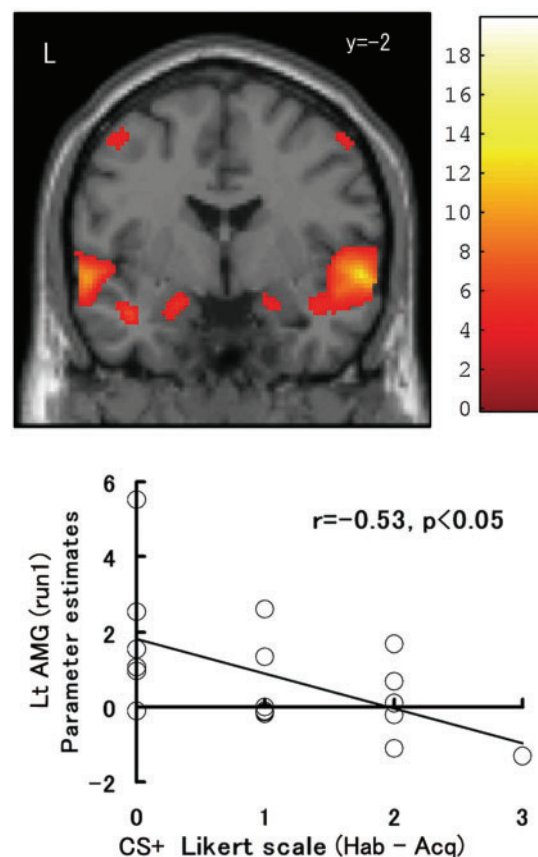 L
y=-2
18
16
14
12
10
8
6
4
2
0
6
4
2
0
-2
Lt AMG (run1)
Parameter estimates
r=-0.53, p<0.05
0 1 2 3
CS+ Likert scale (Hab - Acq)